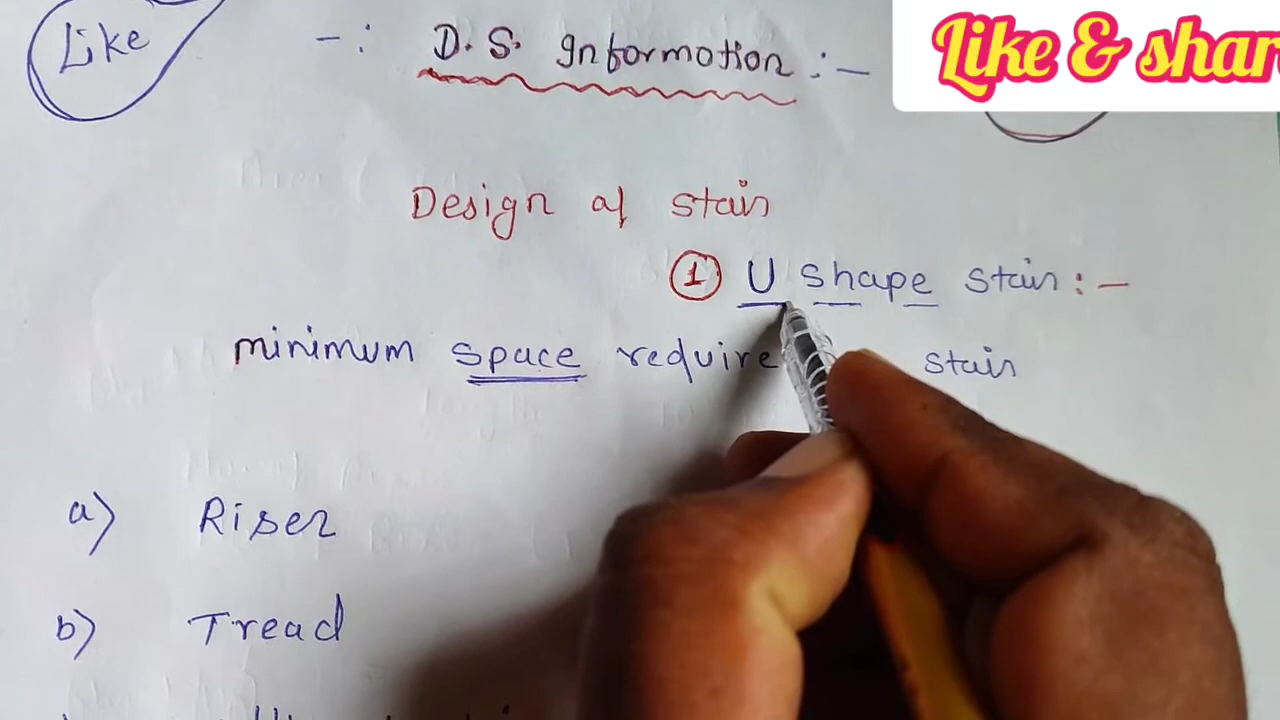 Like
Like & shar
-: D.S. Information :-
Design of stair
① U shape stair :-
minimum space require stair
a) Riser
b) Tread